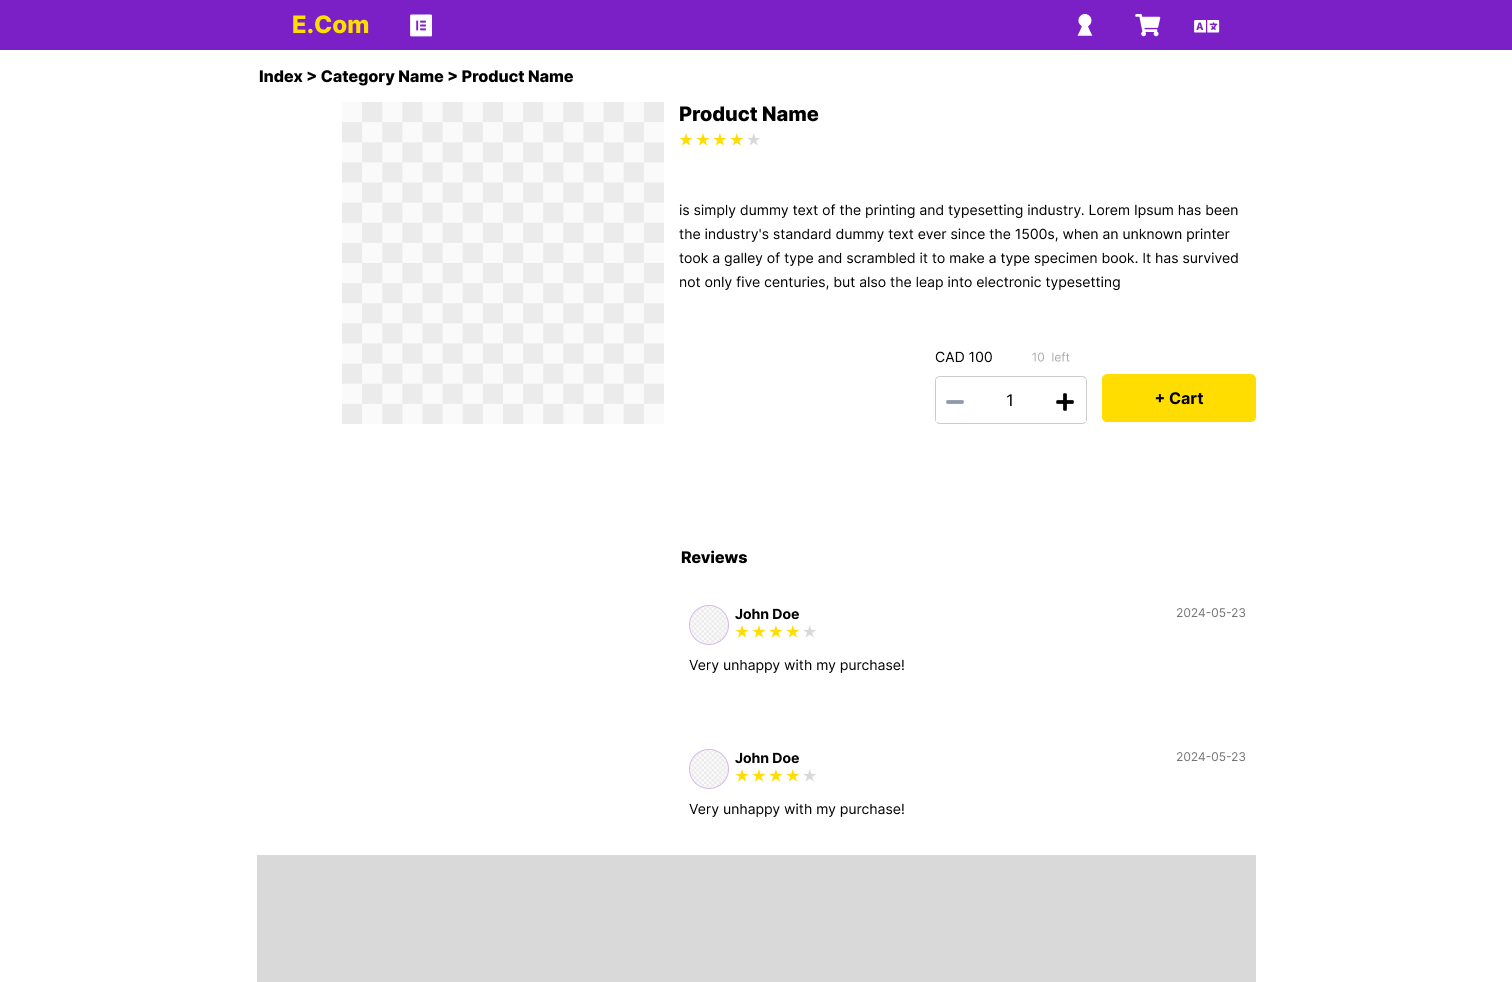 E.Com
Index > Category Name > Product Name
Product Name
is simply dummy text of the printing and typesetting industry. Lorem Ipsum has been
the industry's standard dummy text ever since the 1500s, when an unknown printer
took a galley of type and scrambled it to make a type specimen book. It has survived
not only five centuries, but also the leap into electronic typesetting
CAD 100 10 left
1
+ Cart
Reviews
John Doe 2024-05-23
Very unhappy with my purchase!
John Doe 2024-05-23
Very unhappy with my purchase!